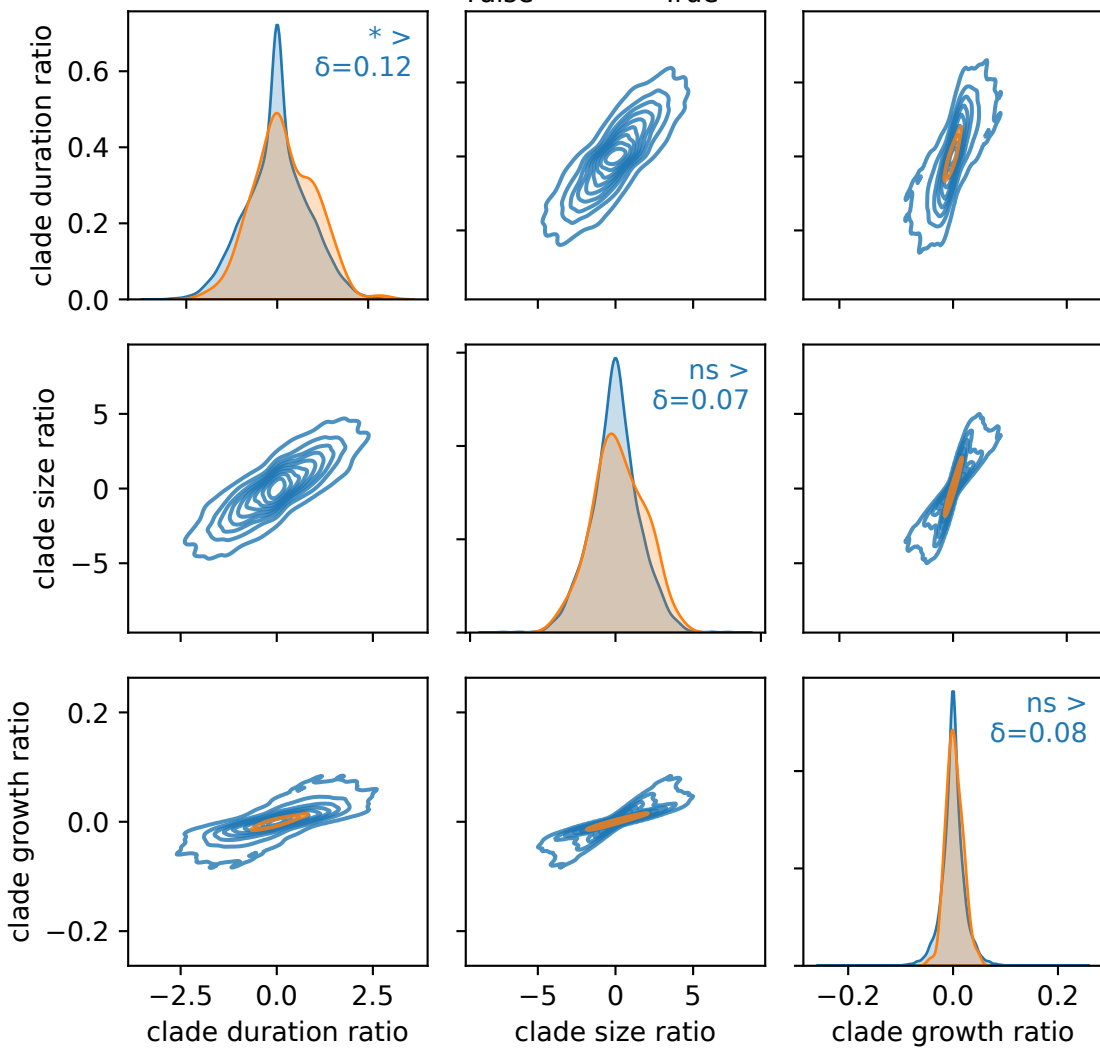 * >
δ=0.12
clade duration ratio
0.6
0.4
0.2
0.0
ns >
δ=0.07
clade size ratio
5
0
−5
ns >
δ=0.08
clade growth ratio
0.2
0.0
−0.2
−2.5 0.0 2.5 −5 0 5 −0.2 0.0 0.2
clade duration ratio clade size ratio clade growth ratio